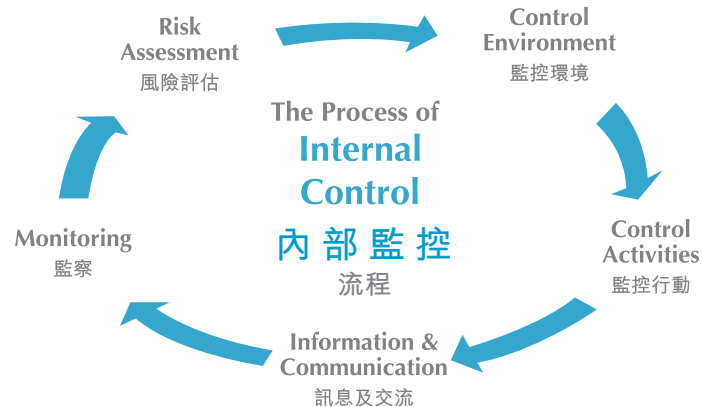 The Process of
Internal
Control
內部監控
流程
Risk
Assessment
風險評估
Control
Environment
監控環境
Control
Activities
監控行動
Information &
Communication
訊息及交流
Monitoring
監察